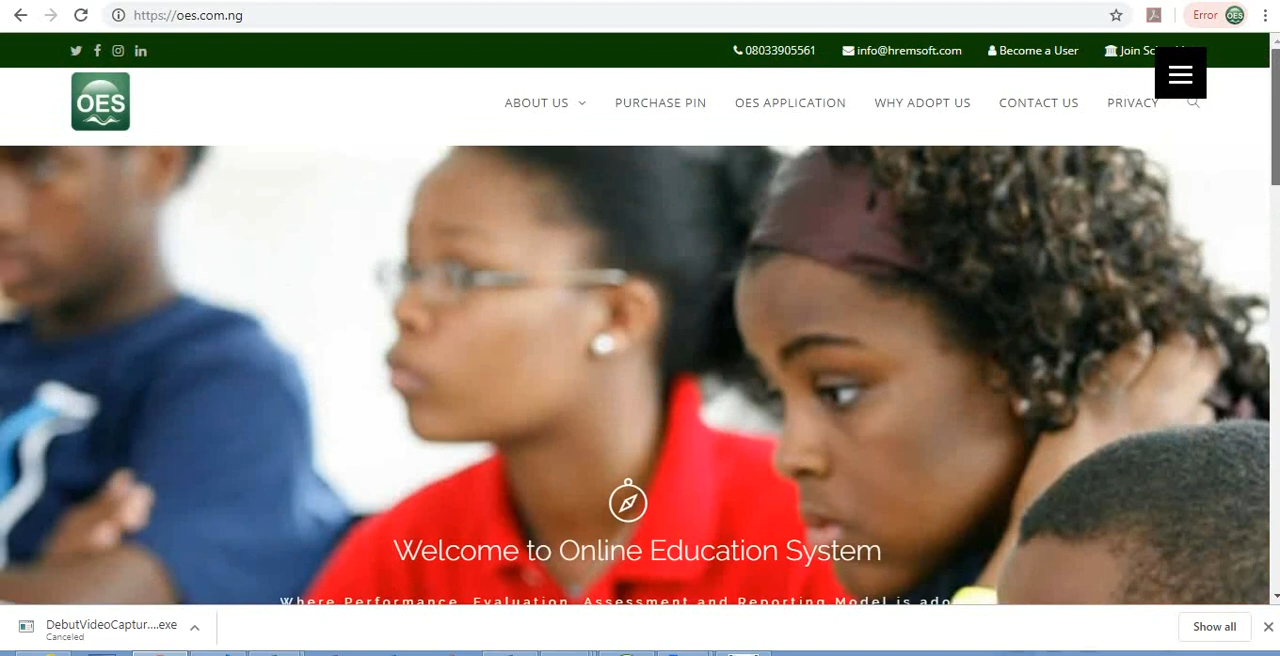 https://oes.com.ng
Error OES
08033905561 info@hremsoft.com Become a User Join
OES
ABOUT US PURCHASE PIN OES APPLICATION WHY ADOPT US CONTACT US PRIVACY
Welcome to Online Education System
Where Performance, Evaluation, Assessment and Reporting Model is ado
DebutVideoCaptur....exe
Canceled
Show all